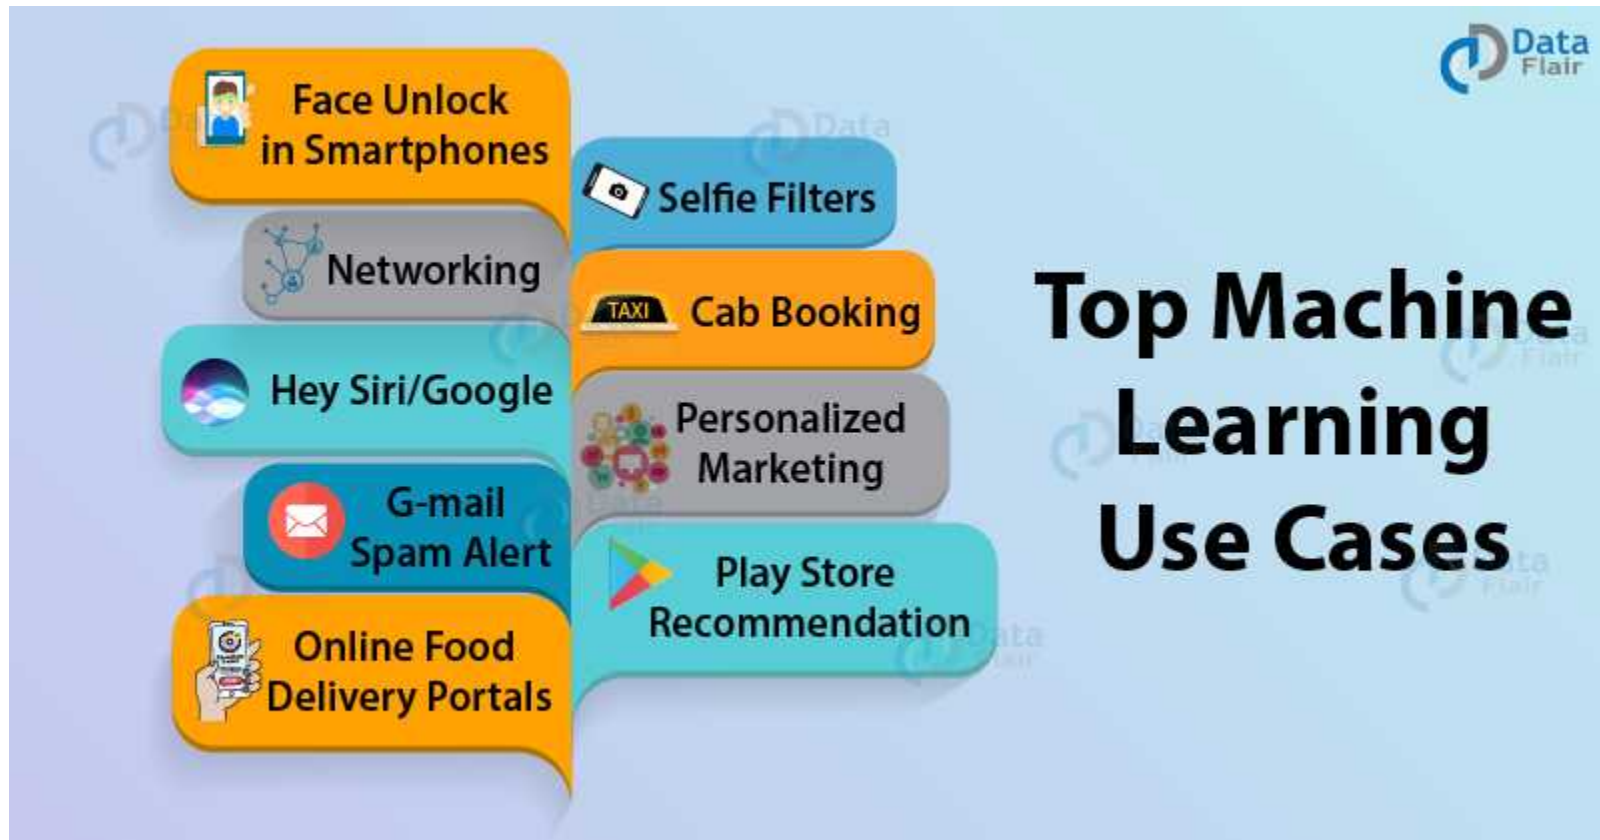 Data
Flair
Face Unlock
in Smartphones
Selfie Filters
Networking
TAXI
Cab Booking
Hey Siri/Google
Personalized
Marketing
G-mail
Spam Alert
Play Store
Recommendation
Online Food
Delivery Portals
Top Machine
Learning
Use Cases